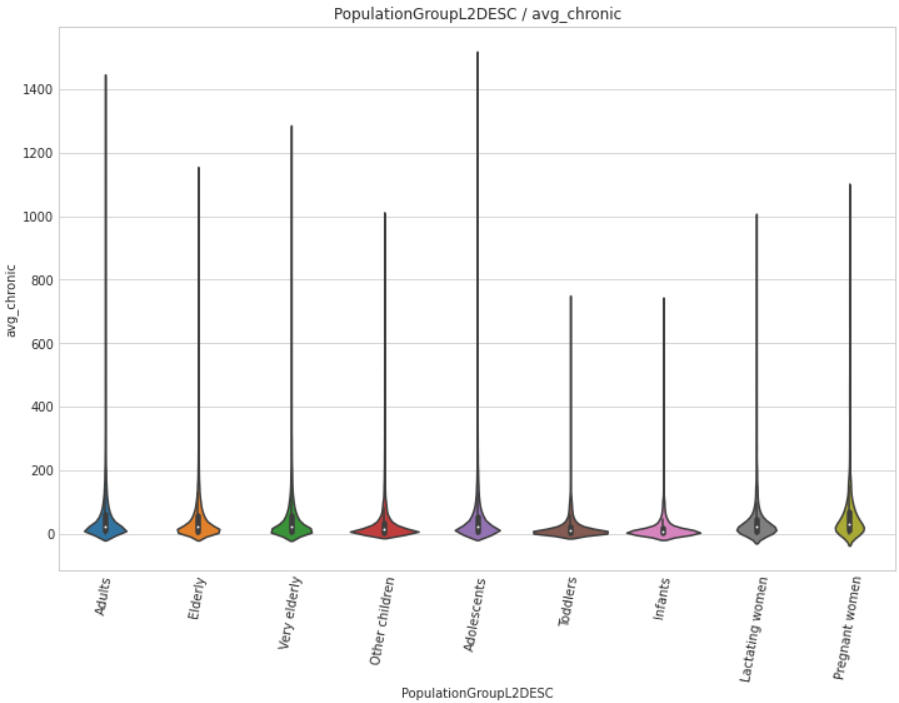 PopulationGroupL2DESC / avg_chronic
avg_chronic
1400
1200
1000
800
600
400
200
0
Adults
Elderly
Very elderly
Other children
Adolescents
Toddlers
Infants
Lactating women
Pregnant women
PopulationGroupL2DESC